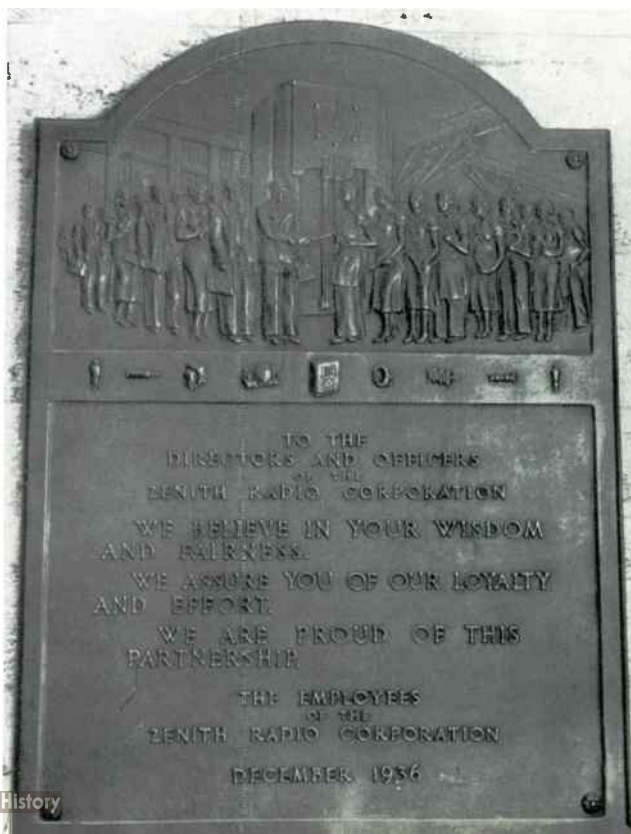 TO THE
DIRECTORS AND OFFICERS
OF THE
ZENITH RADIO CORPORATION
WE BELIEVE IN YOUR WISDOM
AND FAIRNESS.
WE ASSURE YOU OF OUR LOYALTY
AND EFFORT.
WE ARE PROUD OF THIS
PARTNERSHIP.
THE EMPLOYEES
OF THE
ZENITH RADIO CORPORATION
DECEMBER 1936
History